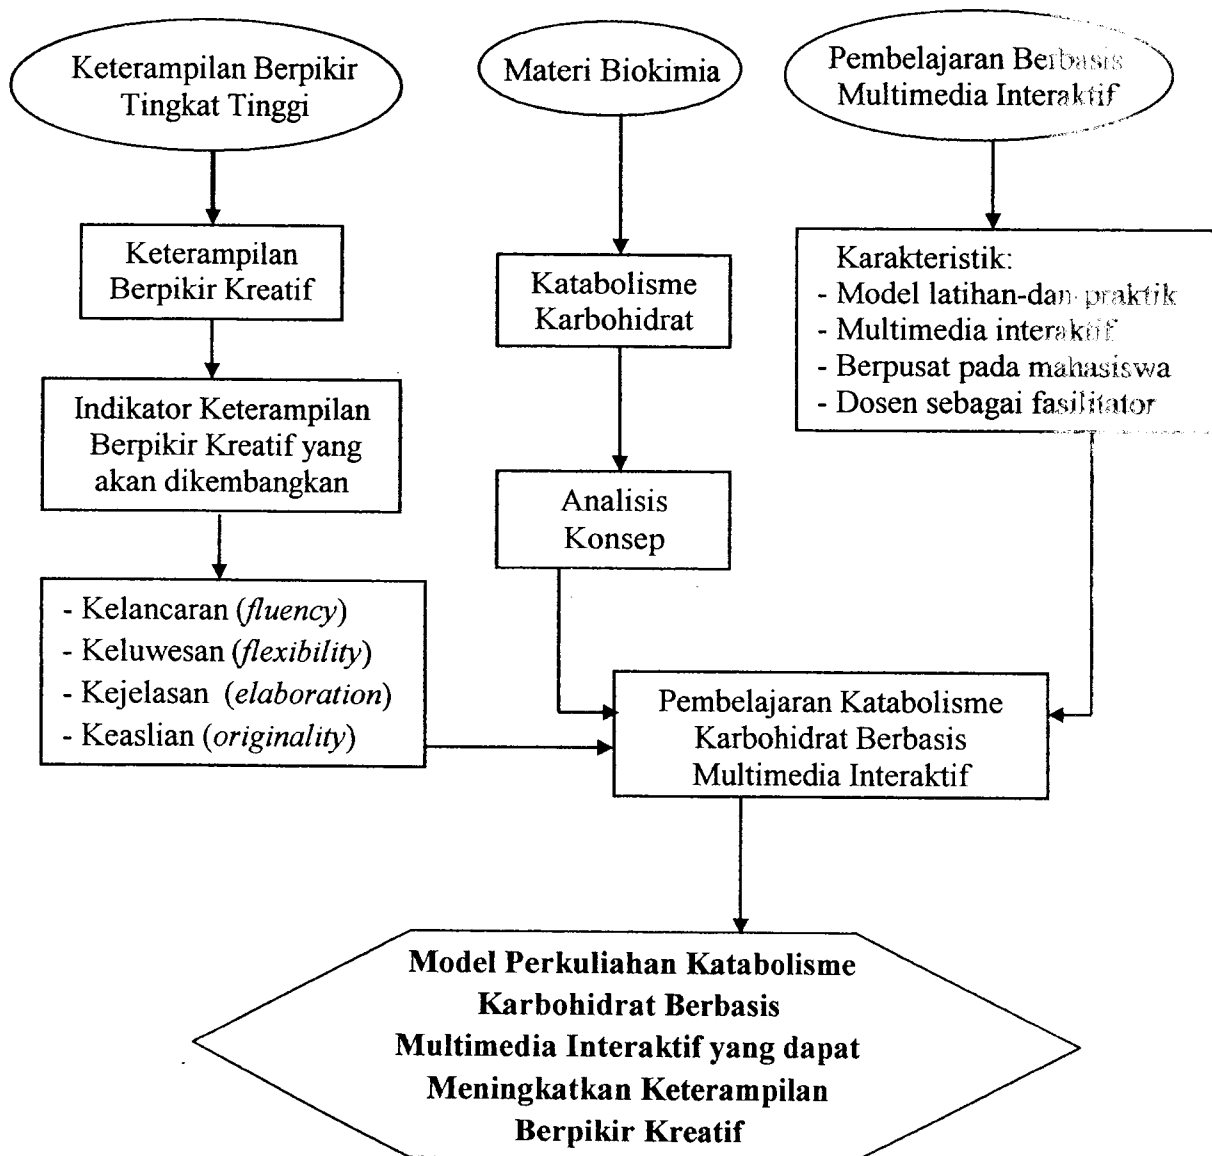 Keterampilan Berpikir
Tingkat Tinggi
Materi Biokimia
Pembelajaran Berbasis
Multimedia Interaktif
Keterampilan
Berpikir Kreatif
Katabolisme
Karbohidrat
Karakteristik:
- Model latihan-dan praktik
- Multimedia interaktif
- Berpusat pada mahasiswa
- Dosen sebagai fasilitator
Indikator Keterampilan
Berpikir Kreatif yang
akan dikembangkan
Analisis
Konsep
- Kelancaran (fluency)
- Keluwesan (flexibility)
- Kejelasan (elaboration)
- Keaslian (originality)
Pembelajaran Katabolisme
Karbohidrat Berbasis
Multimedia Interaktif
Model Perkuliahan Katabolisme
Karbohidrat Berbasis
Multimedia Interaktif yang dapat
Meningkatkan Keterampilan
Berpikir Kreatif